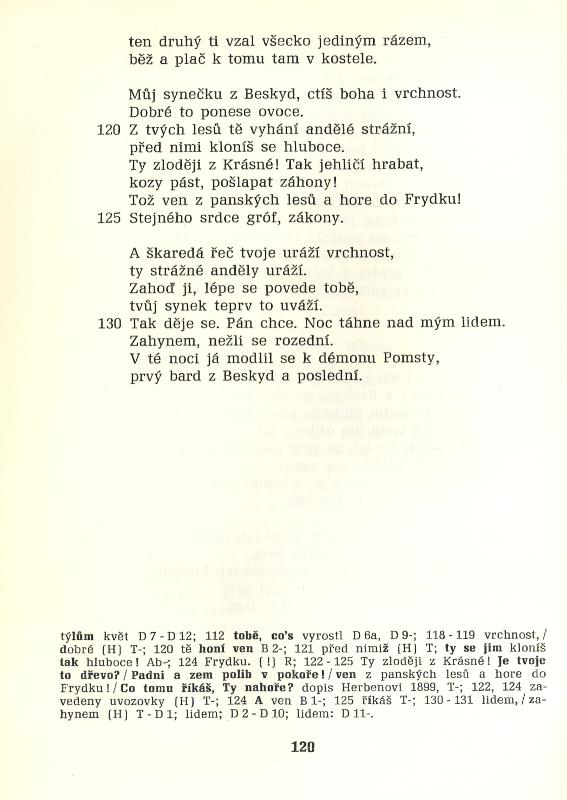 ten druhý ti vzal všecko jediným rázem,
běž a plač k tomu tam v kostele.
Můj synečku z Beskyd, ctíš boha i vrchnost.
Dobré to ponese ovoce.
120 Z tvých lesů tě vyhání andělé strážní,
před nimi kloníš se hluboce.
Ty zloději z Krásné! Tak jehličí hrabat,
kozy pást, pošlapat záhony!
Tož ven z panských lesů a hore do Frydku!
125 Stejného srdce gróf, zákony.
A škaredá řeč tvoje uráží vrchnost,
ty strážné anděly uráží.
Zahoď ji, lépe se povede tobě,
tvůj synek teprv to uváží.
130 Tak děje se. Pán chce. Noc táhne nad mým lidem.
Zahynem, nežli se rozední.
V té noci já modlil se k démonu Pomsty,
prvý bard z Beskyd a poslední.
týlům květ D 7 - D 12; 112 tobě, co's vyrostl D 6a, D 9-; 118 - 119 vrchnost, /
dobré (H) T-; 120 tě honí ven B 2-; 121 před nimiž (H) T; ty se jim kloníš
tak hluboce! Ab-; 124 Frydku. (!) R; 122 - 125 Ty zloději z Krásné! Je tvoje
to dřevo? / Padni a zem polib v pokoře! / ven z panských lesů a hore do
Frydku! / Co tomu říkáš, Ty nahoře? dopis Herbenovi 1899, T-; 122, 124 za-
vedeny uvozovky (H) T-; 124 A ven B 1-; 125 říkáš T-; 130 - 131 lidem, / za-
hynem (H) T - D 1; lidem; D 2 - D 10; lidem: D 11-.
120